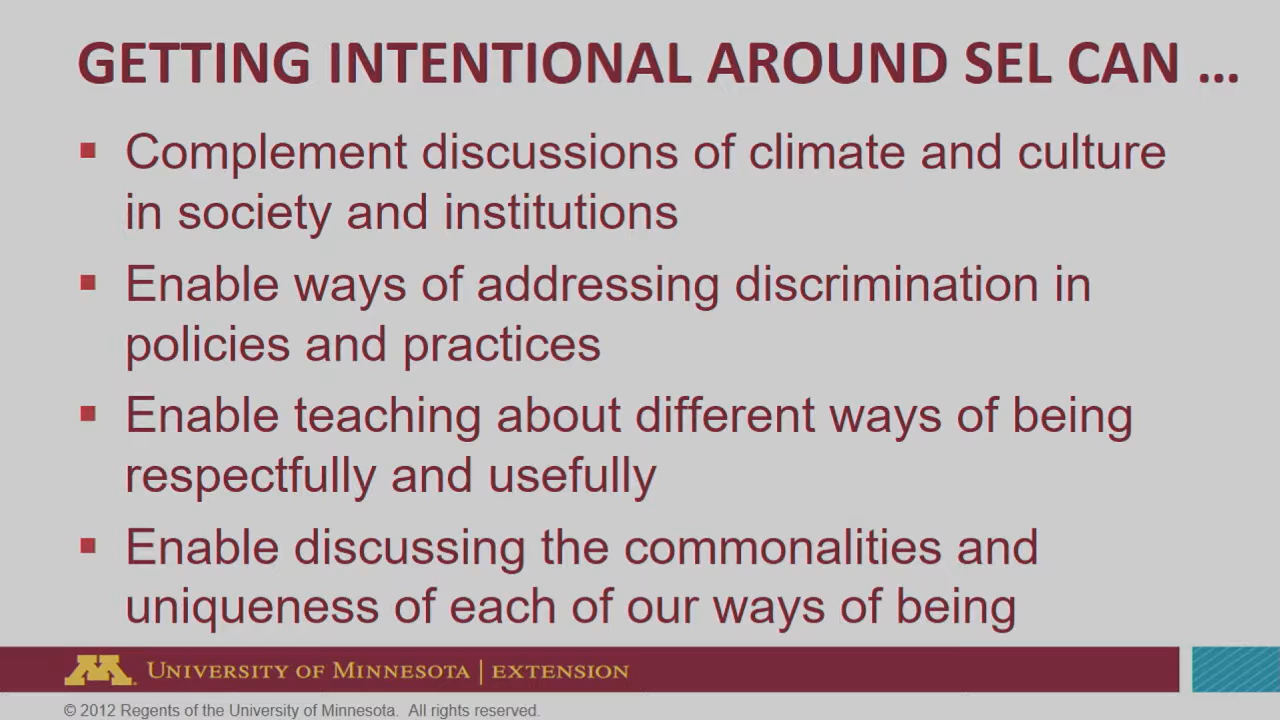 GETTING INTENTIONAL AROUND SEL CAN …
▪ Complement discussions of climate and culture
in society and institutions
▪ Enable ways of addressing discrimination in
policies and practices
▪ Enable teaching about different ways of being
respectfully and usefully
▪ Enable discussing the commonalities and
uniqueness of each of our ways of being
M UNIVERSITY OF MINNESOTA | EXTENSION
© 2012 Regents of the University of Minnesota. All rights reserved.